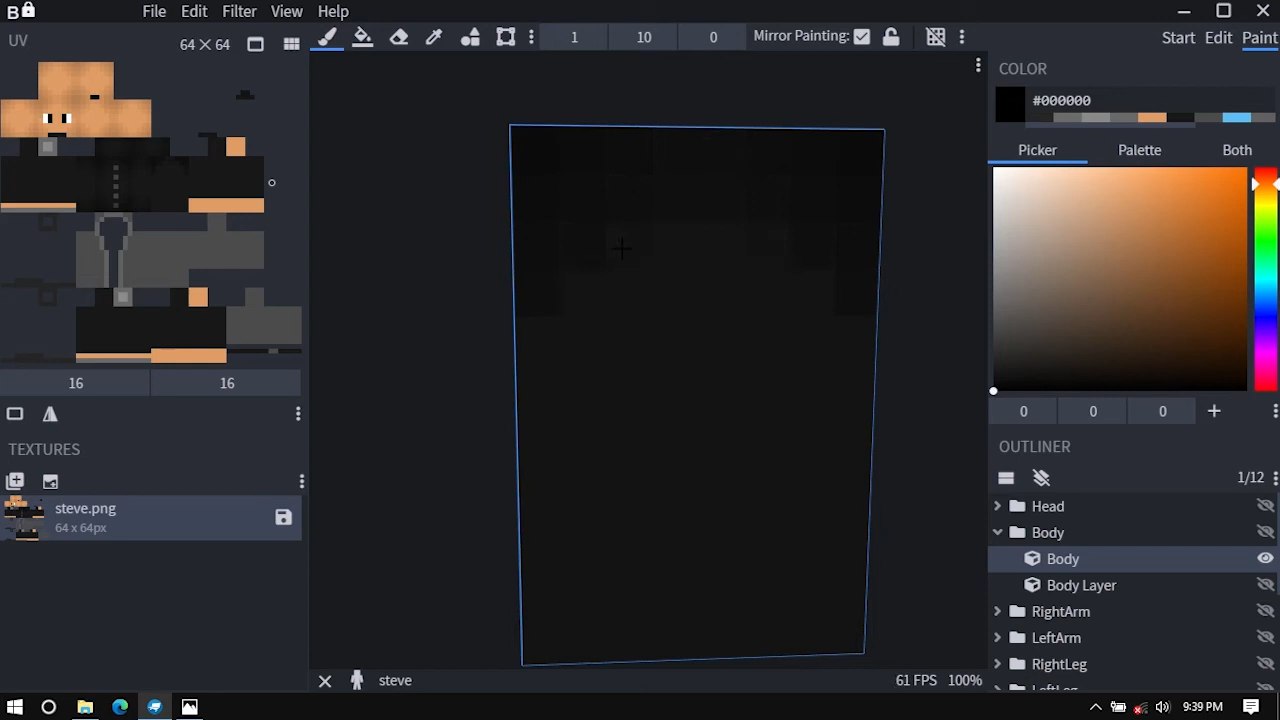 B File Edit Filter View Help
UV 64×64 1 10 0 Mirror Painting: Start Edit Paint
COLOR
#000000
Picker Palette Both
16 16
0 0 0 +
TEXTURES
OUTLINER
1/12
steve.png
64 x 64px
Head
Body
Body
Body Layer
RightArm
LeftArm
RightLeg
LeftLeg
steve 61 FPS 100%
9:39 PM